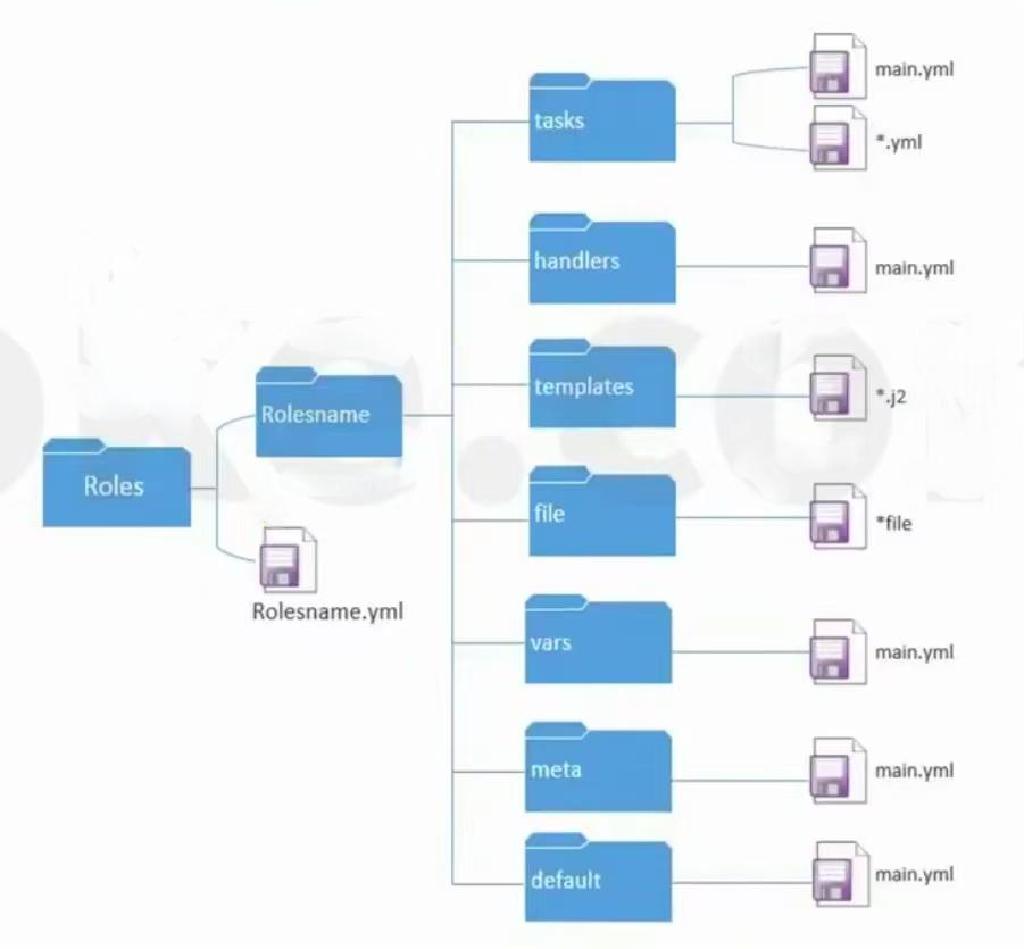 Roles
Rolesname
Rolesname.yml
tasks
main.yml
*.yml
handlers
main.yml
templates
*.j2
file
*file
vars
main.yml
meta
main.yml
default
main.yml